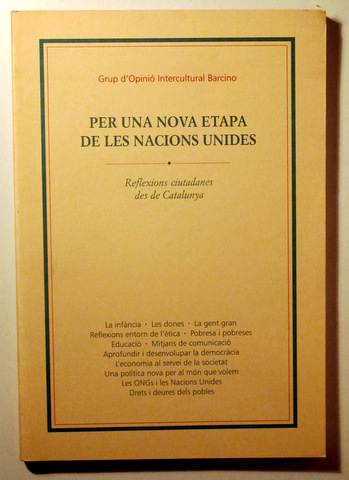 Grup d'Opinió Intercultural Barcino
PER UNA NOVA ETAPA
DE LES NACIONS UNIDES
Reflexions ciutadanes
des de Catalunya
La infància · Les dones · La gent gran
Reflexions entorn de l'ètica · Pobresa i pobreses
Educació · Mitjans de comunicació
Aprofundir i desenvolupar la democràcia
L'economia al servei de la societat
Una política nova per al món que volem
Les ONGs i les Nacions Unides
Drets i deures dels pobles